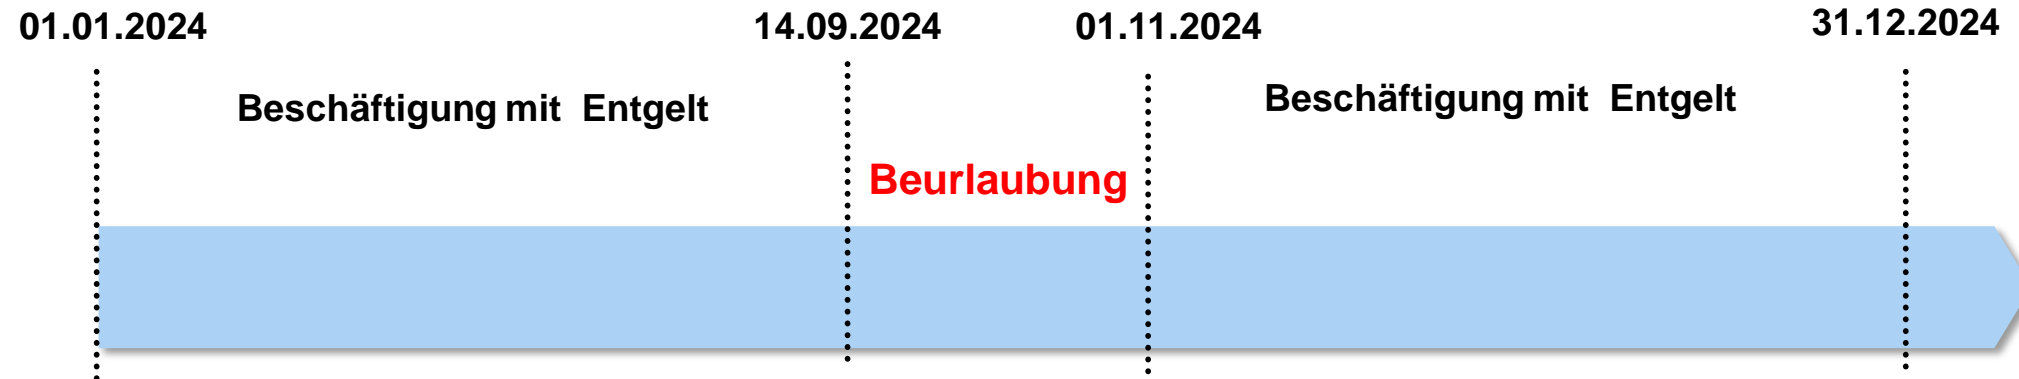 01.01.2024 14.09.2024 01.11.2024 31.12.2024
Beschäftigung mit Entgelt Beschäftigung mit Entgelt
Beurlaubung